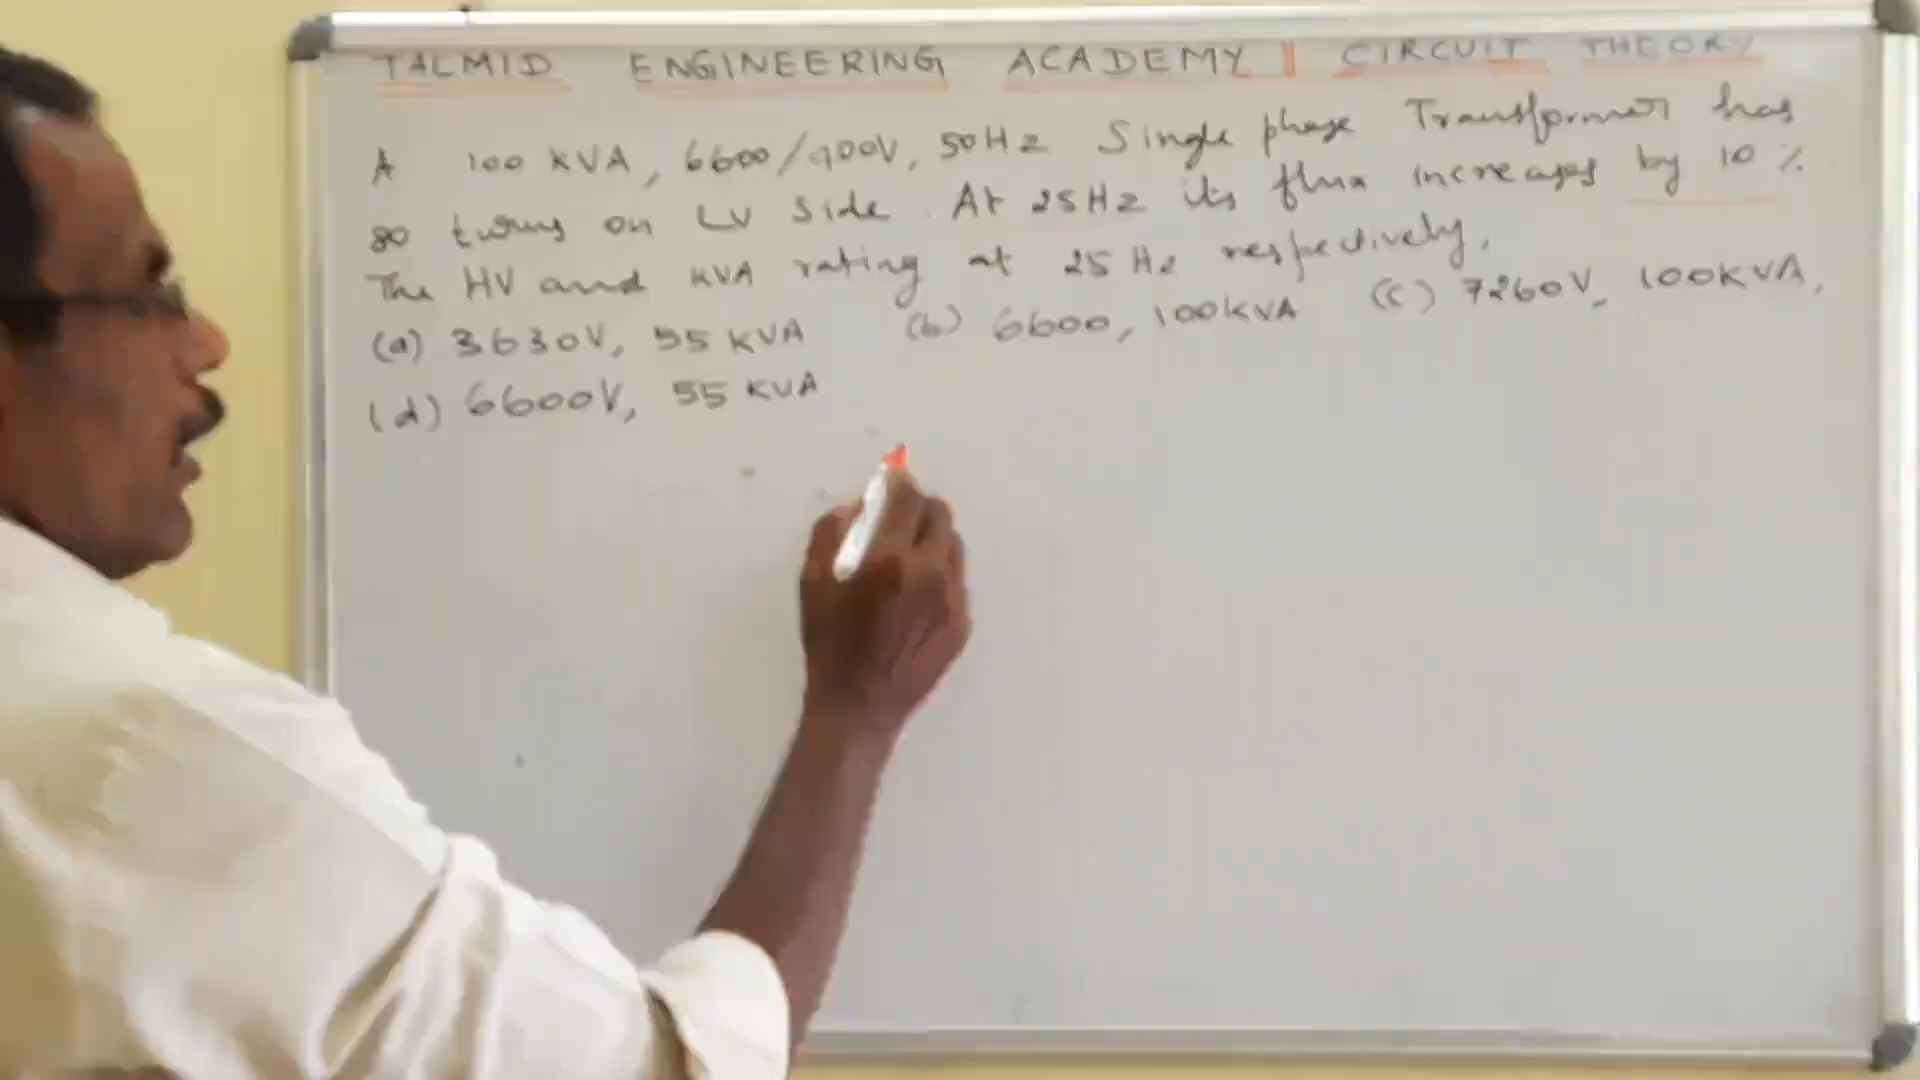 TALMID ENGINEERING ACADEMY || CIRCUIT THEORY
A 100 KVA, 6600/400V, 50Hz Single phase Transformer has
80 turns on LV Side. At 25Hz its flux increases by 10%
The HV and KVA rating at 25 Hz respectively.
(a) 3630V, 55 KVA (b) 6600, 100KVA (c) 7260V, 100KVA,
(d) 6600V, 55 KVA